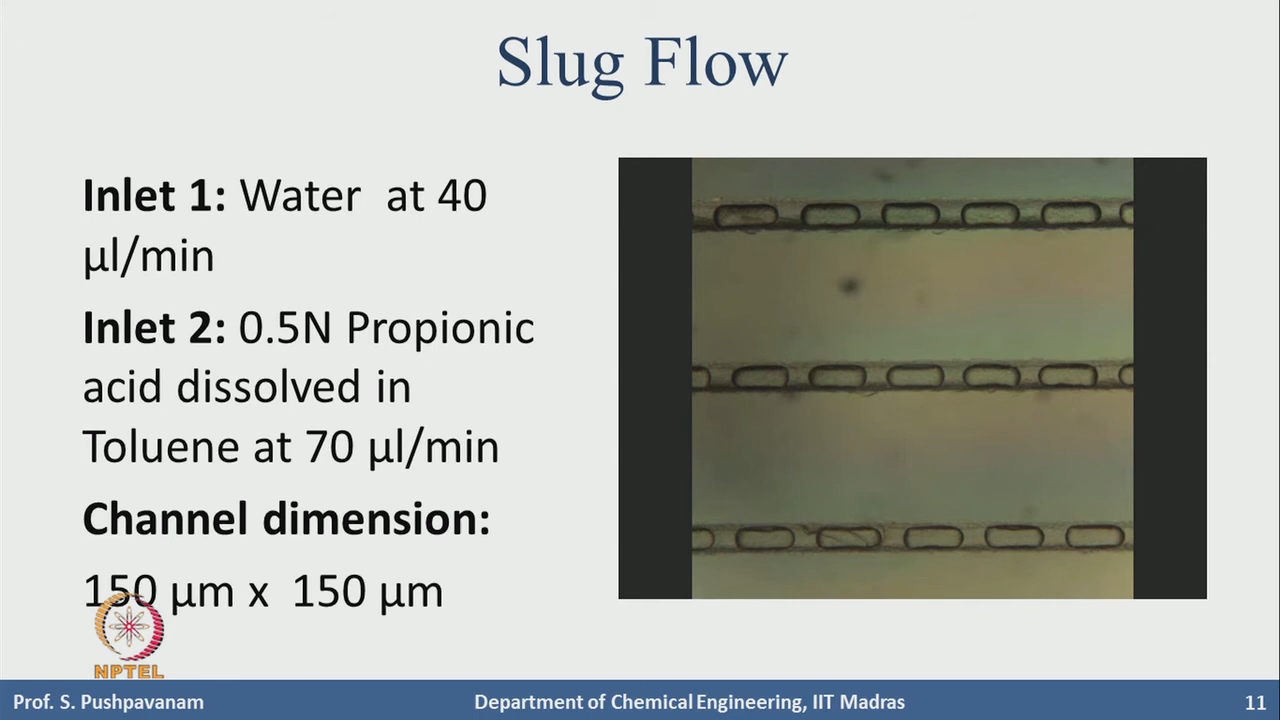 Slug Flow
Inlet 1: Water at 40
µl/min
Inlet 2: 0.5N Propionic
acid dissolved in
Toluene at 70 µl/min
Channel dimension:
150 µm x 150 µm
NPTEL
Prof. S. Pushpavanam
Department of Chemical Engineering, IIT Madras
11